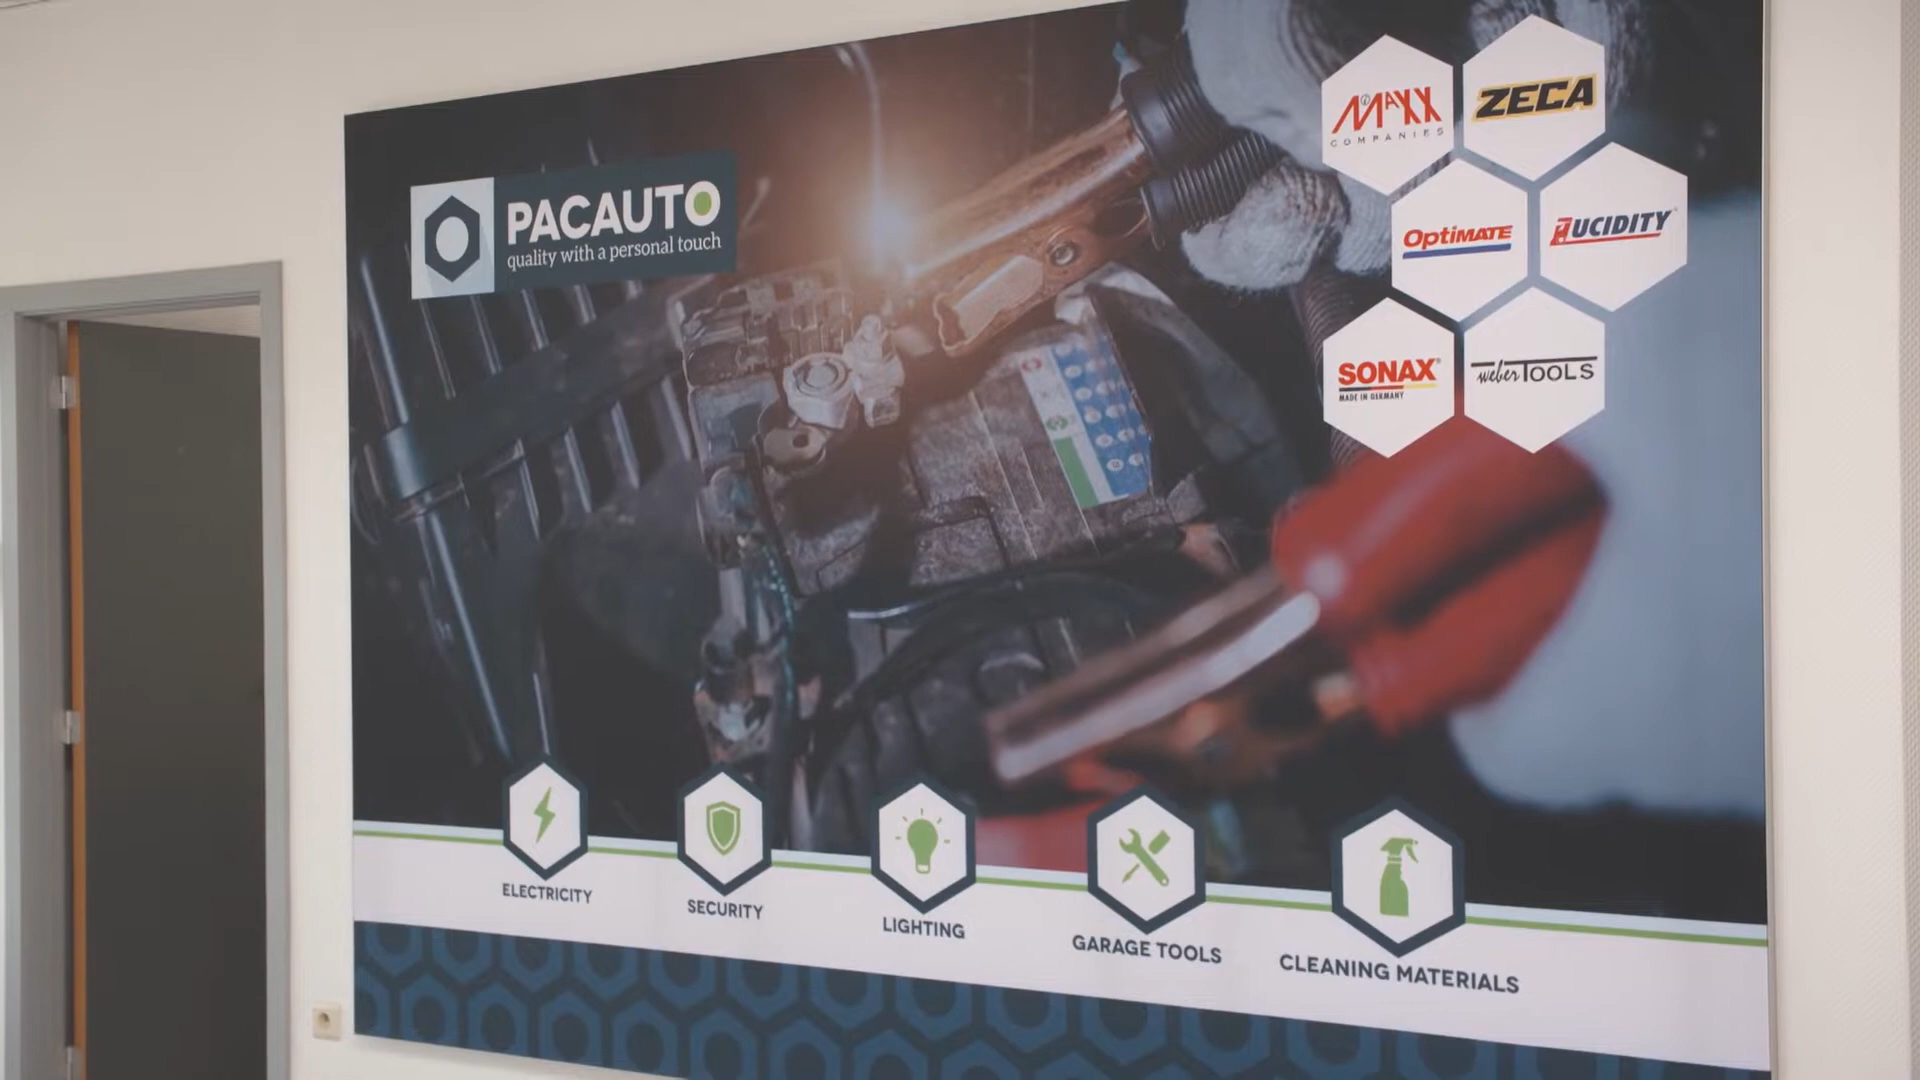 PACAUTO
quality with a personal touch
MAXX
COMPANIES
ZECA
OPTIMATE
LUCIDITY
SONAX®
MADE IN GERMANY
weber TOOLS
ELECTRICITY
SECURITY
LIGHTING
GARAGE TOOLS
CLEANING MATERIALS